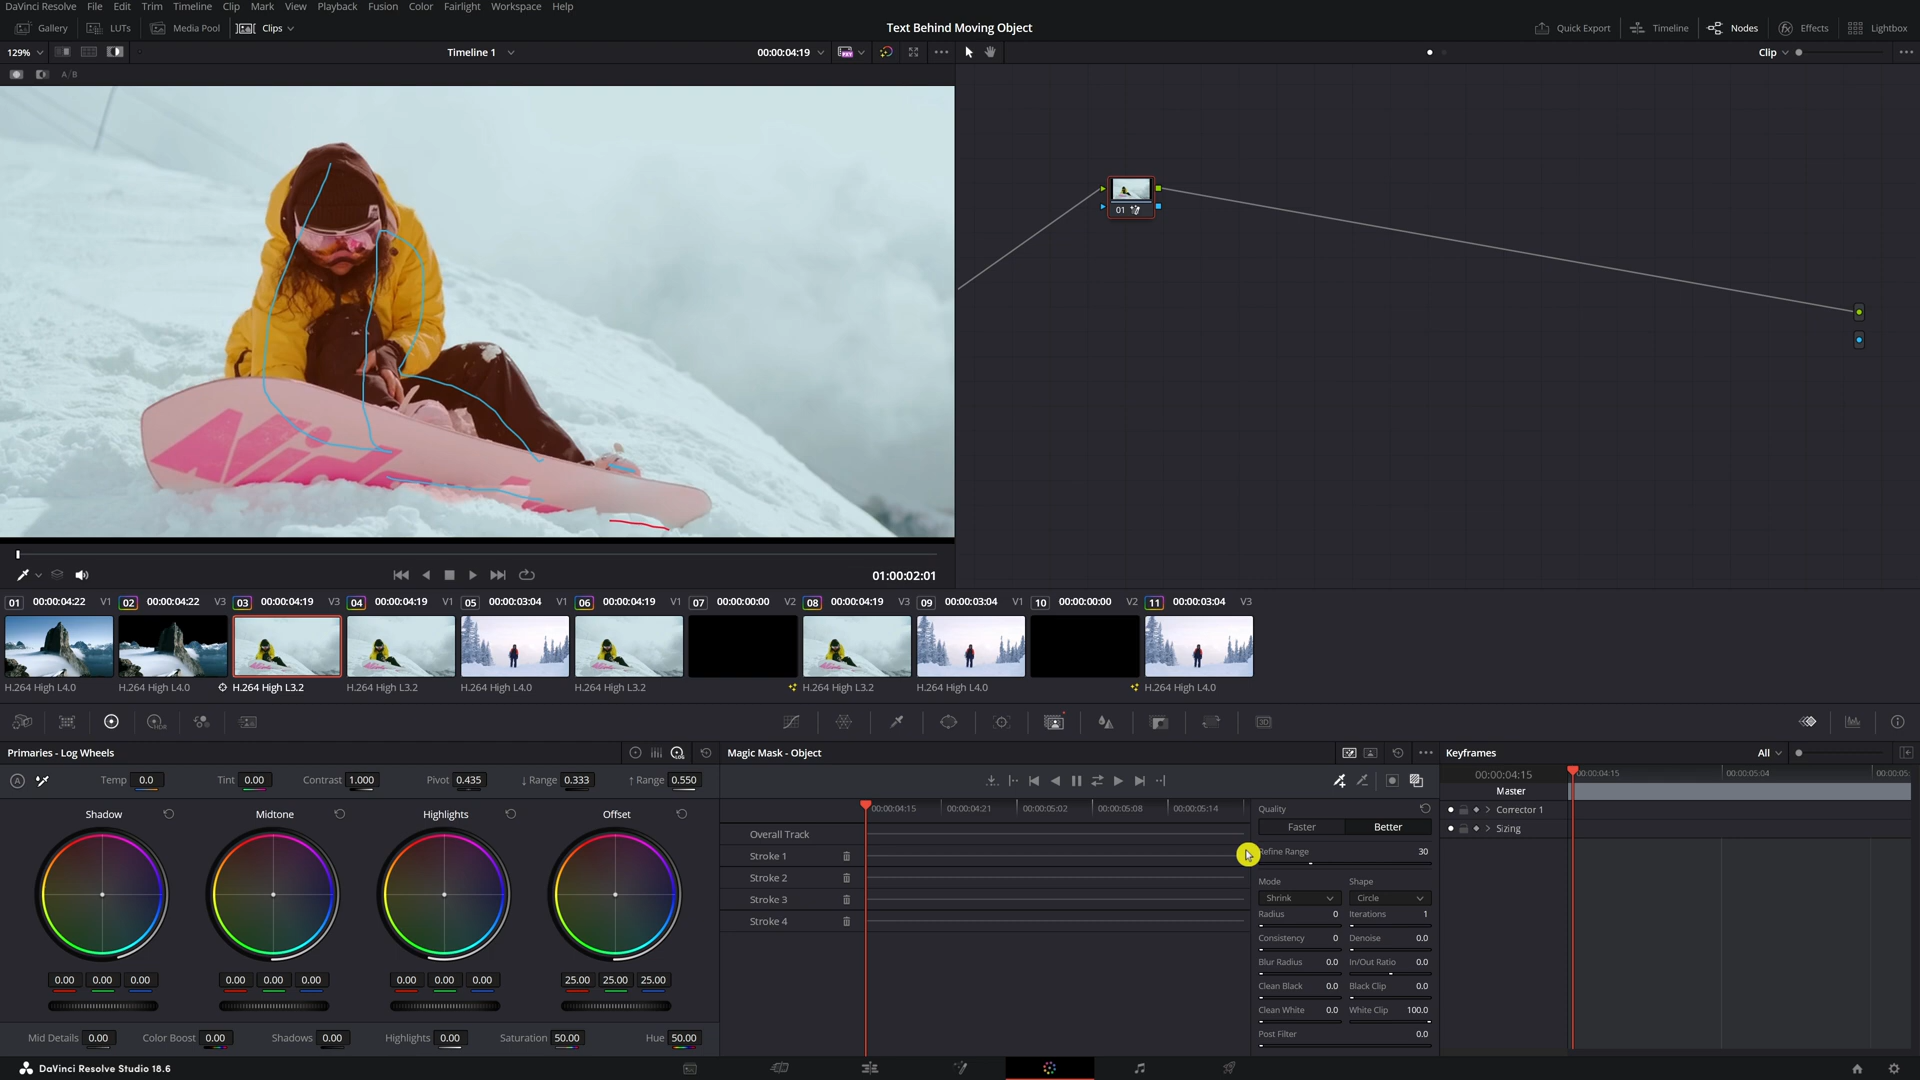 DaVinci Resolve File Edit Trim Timeline Clip Mark View Playback Fusion Color Fairlight Workspace Help
Gallery LUTs Media Pool Clips Text Behind Moving Object Quick Export Timeline Nodes Effects Lightbox
129% Timeline 1 00:00:04:19 Clip
A/B
01
01:00:02:01
01 00:00:04:22 V1 02 00:00:04:22 V3 03 00:00:04:19 V3 04 00:00:04:19 V1 05 00:00:03:04 V1 06 00:00:04:19 V1 07 00:00:00:00 V2 08 00:00:04:19 V3 09 00:00:03:04 V1 10 00:00:00:00 V2 11 00:00:03:04 V3
H.264 High L4.0 H.264 High L4.0 H.264 High L3.2 H.264 High L3.2 H.264 High L4.0 H.264 High L3.2 H.264 High L3.2 H.264 High L4.0 H.264 High L4.0
HDR 3D
Primaries - Log Wheels Magic Mask - Object Keyframes All
A Temp 0.0 Tint 0.00 Contrast 1.000 Pivot 0.435 ↓ Range 0.333 ↑ Range 0.550
00:00:04:15 00:00:04:15 00:00:05:04 00:00:05:
Master
Shadow Midtone Highlights Offset
00:00:04:15 00:00:04:21 00:00:05:02 00:00:05:08 00:00:05:14
Quality
Faster Better
Corrector 1
Sizing
Overall Track
Stroke 1
Stroke 2
Stroke 3
Stroke 4
Refine Range 30
Mode Shape
Shrink Circle
Radius 0 Iterations 1
Consistency 0 Denoise 0.0
Blur Radius 0.0 In/Out Ratio 0.0
Clean Black 0.0 Black Clip 0.0
Clean White 0.0 White Clip 100.0
Post Filter 0.0
0.00 0.00 0.00 0.00 0.00 0.00 0.00 0.00 0.00 25.00 25.00 25.00
Mid Details 0.00 Color Boost 0.00 Shadows 0.00 Highlights 0.00 Saturation 50.00 Hue 50.00
DaVinci Resolve Studio 18.6